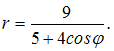 r = 9 / (5 + 4cosφ).